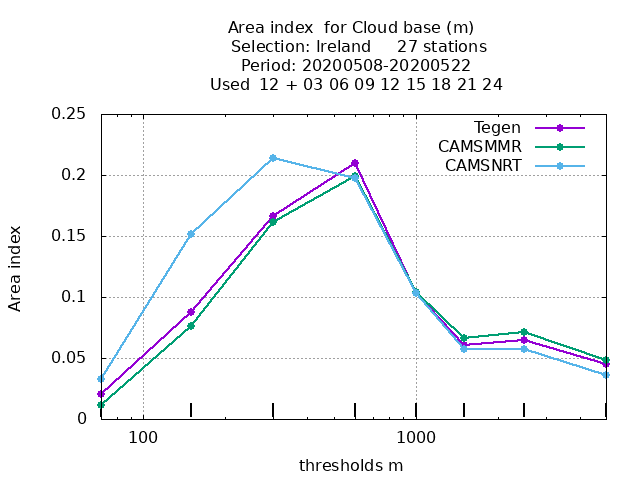 Area index  for Cloud base (m)
Selection: Ireland     27 stations
Period: 20200508-20200522
Used  12 + 03 06 09 12 15 18 21 24
0.25
0.2
0.15
0.1
0.05
0
Area index
100
1000
thresholds m
Tegen
CAMSMMR
CAMSNRT